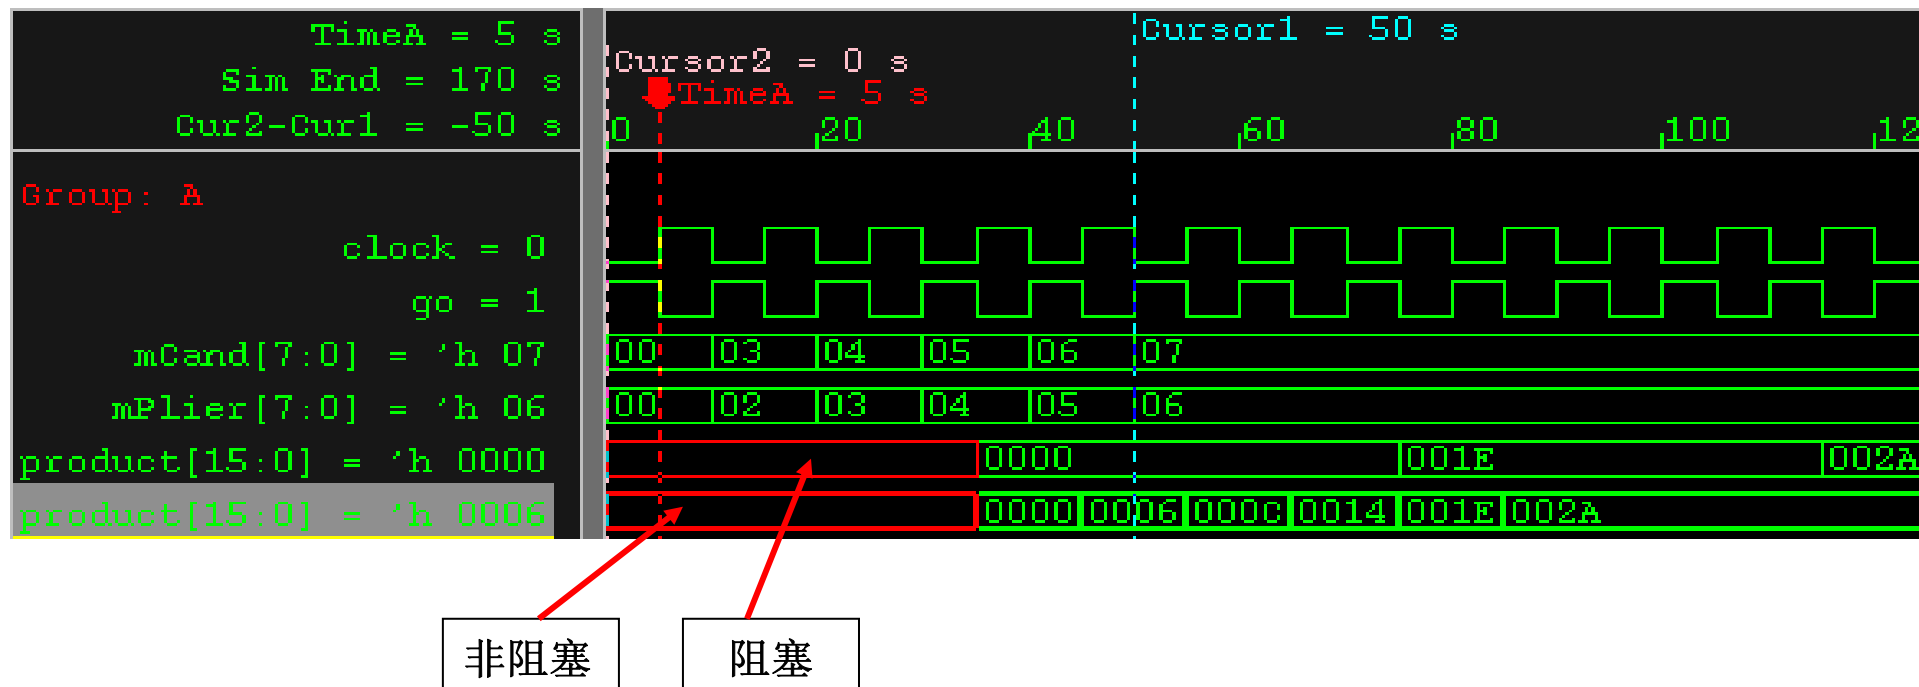 TimeA = 5 s
Sim End = 170 s
Cur2-Cur1 = -50 s
Cursor1 = 50 s
Cursor2 = 0 s
TimeA = 5 s
0 20 40 60 80 100 12
Group: A
clock = 0
go = 1
mCand[7:0] = 'h 07 00 03 04 05 06 07
mPlier[7:0] = 'h 06 00 02 03 04 05 06
product[15:0] = 'h 0000 0000 001E 002A
product[15:0] = 'h 0006 0000 0006 000C 0014 001E 002A
非阻塞 阻塞